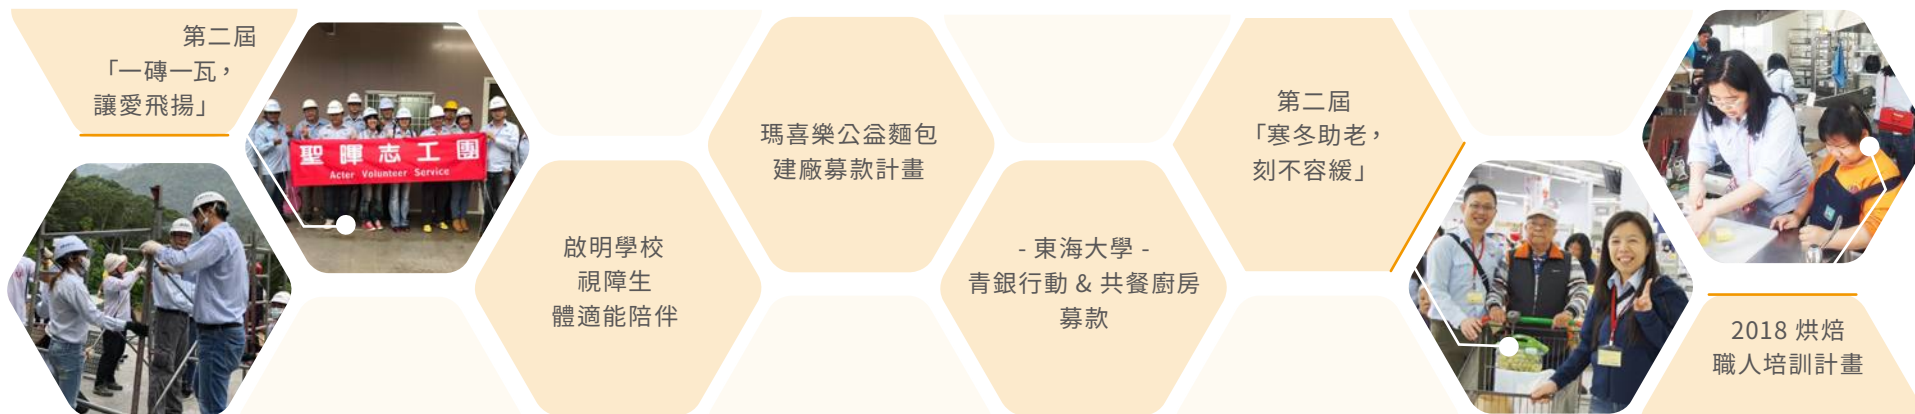 第二屆
「一磚一瓦，
讓愛飛揚」
聖暉志工團
Acter Volunteer Service
啟明學校
視障生
體適能陪伴
瑪喜樂公益麵包
建廠募款計畫
- 東海大學 -
青銀行動 & 共餐廚房
募款
第二屆
「寒冬助老，
刻不容緩」
2018 烘焙
職人培訓計畫